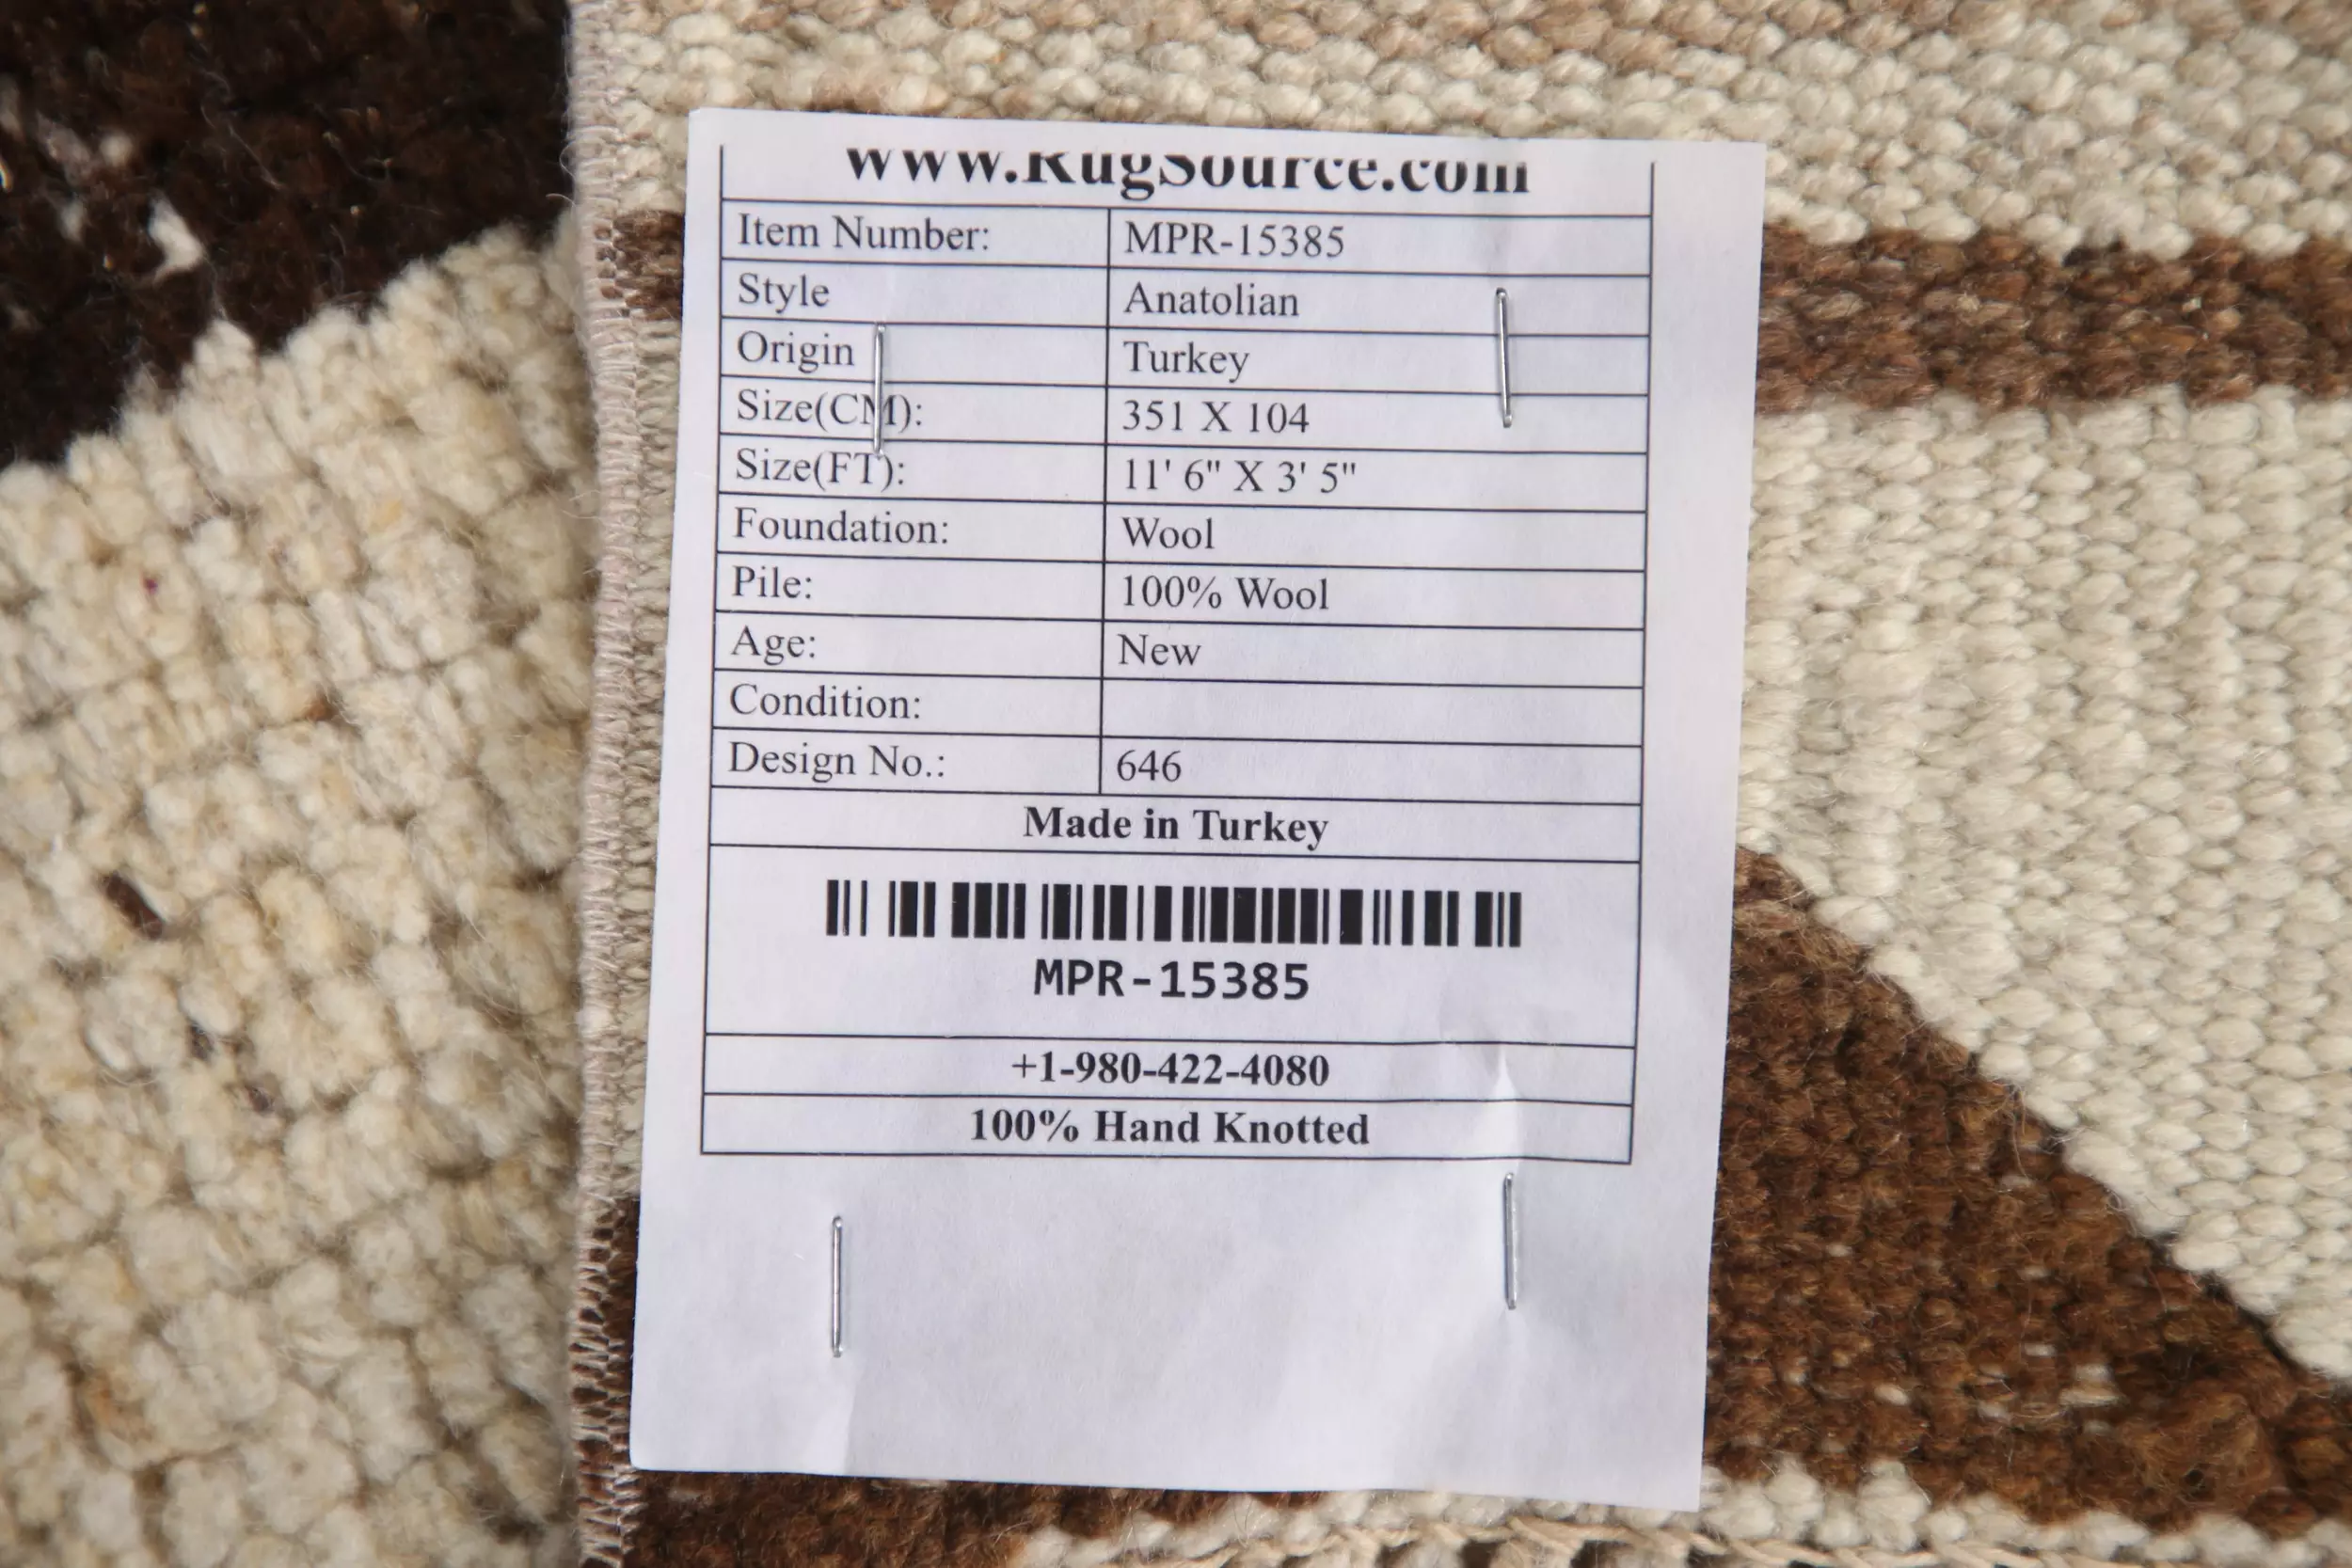 www.RugSource.com
Item Number: MPR-15385
Style Anatolian
Origin Turkey
Size(CM): 351 X 104
Size(FT): 11' 6" X 3' 5"
Foundation: Wool
Pile: 100% Wool
Age: New
Condition:
Design No.: 646
Made in Turkey
MPR-15385
+1-980-422-4080
100% Hand Knotted